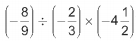 (-8/9) ÷ (-2/3) × (-4 1/2)